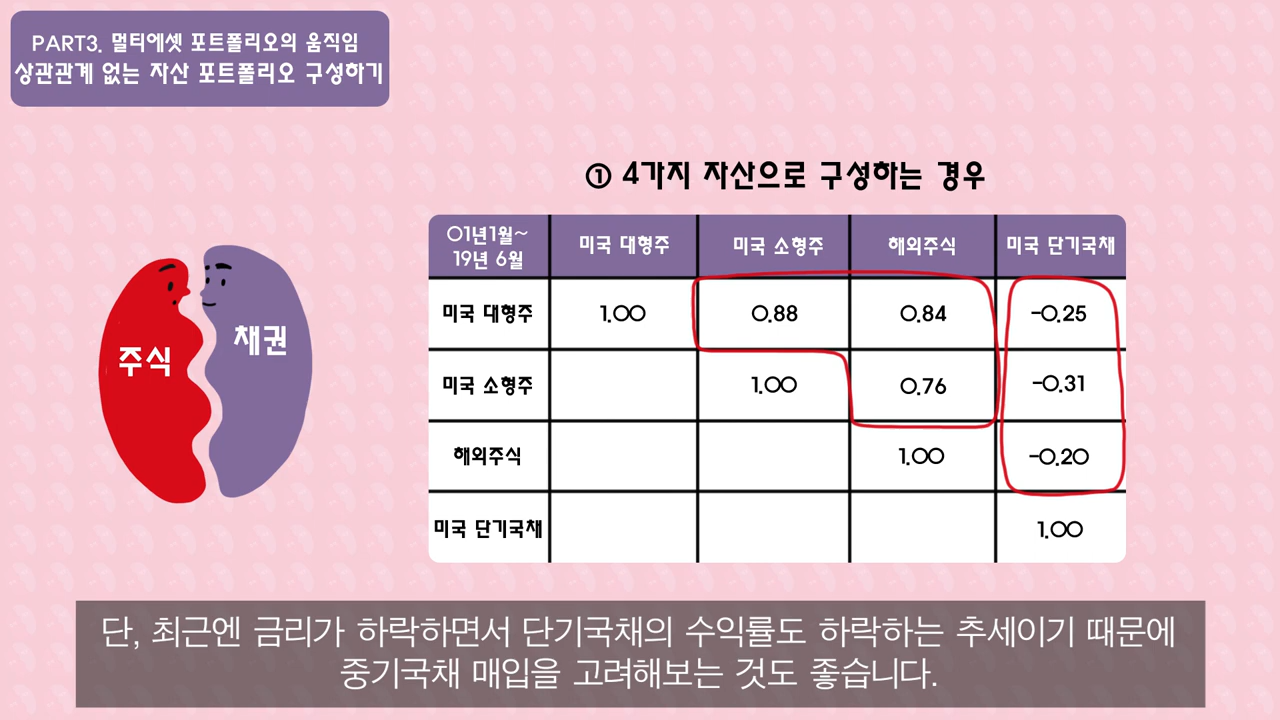 PART3. 멀티에셋 포트폴리오의 움직임
상관관계 없는 자산 포트폴리오 구성하기
① 4가지 자산으로 구성하는 경우
01년1월~
19년 6월
미국 대형주
미국 소형주
해외주식
미국 단기국채
미국 대형주
1.00
0.88
0.84
-0.25
미국 소형주
1.00
0.76
-0.31
해외주식
1.00
-0.20
미국 단기국채
1.00
주식
채권
단, 최근엔 금리가 하락하면서 단기국채의 수익률도 하락하는 추세이기 때문에
중기국채 매입을 고려해보는 것도 좋습니다.